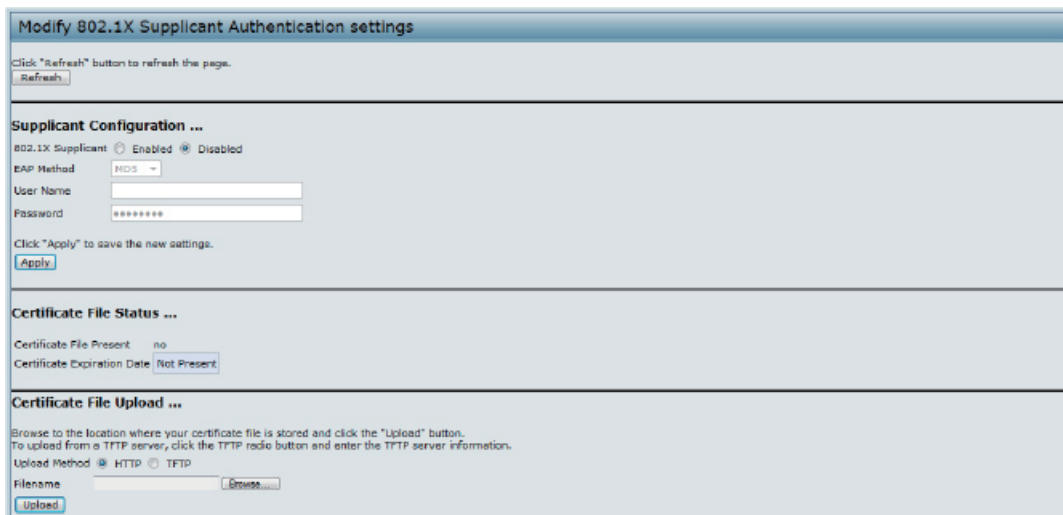 Modify 802.1X Supplicant Authentication settings
Click "Refresh" button to refresh the page.
Refresh
Supplicant Configuration ...
802.1X Supplicant Enabled Disabled
EAP Method MD5
User Name
Password ••••••••
Click "Apply" to save the new settings.
Apply
Certificate File Status ...
Certificate File Present no
Certificate Expiration Date Not Present
Certificate File Upload ...
Browse to the location where your certificate file is stored and click the "Upload" button.
To upload from a TFTP server, click the TFTP radio button and enter the TFTP server information.
Upload Method HTTP TFTP
Filename Browse...
Upload